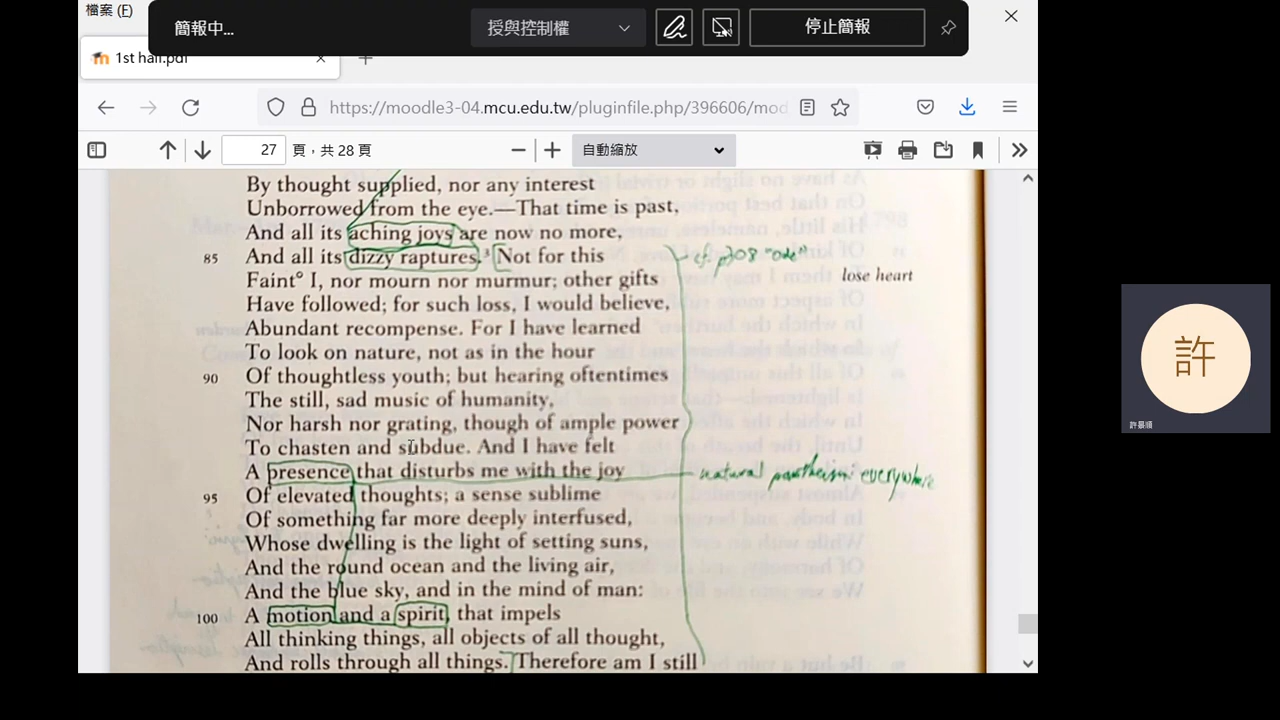 檔案 (F)
簡報中...
授與控制權
停止簡報
1st half.pdf
https://moodle3-04.mcu.edu.tw/pluginfile.php/396606/mod
27 頁，共 28 頁
自動縮放
By thought supplied, nor any interest
Unborrowed from the eye.—That time is past,
And all its aching joys are now no more,
85 And all its dizzy raptures.³ Not for this
cf. p308 "Ode"
Faint° I, nor mourn nor murmur; other gifts lose heart
Have followed; for such loss, I would believe,
Abundant recompense. For I have learned
To look on nature, not as in the hour
90 Of thoughtless youth; but hearing oftentimes
The still, sad music of humanity,
Nor harsh nor grating, though of ample power
To chasten and subdue. And I have felt
A presence that disturbs me with the joy
natural pantheism: everywhere
95 Of elevated thoughts; a sense sublime
Of something far more deeply interfused,
Whose dwelling is the light of setting suns,
And the round ocean and the living air,
And the blue sky, and in the mind of man:
100 A motion and a spirit, that impels
All thinking things, all objects of all thought,
And rolls through all things. Therefore am I still
許
許景順